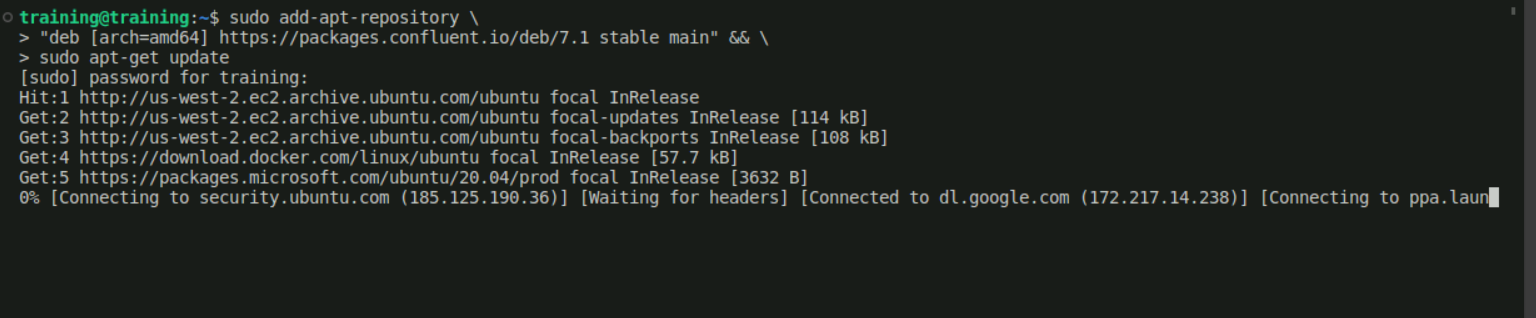 training@training:~$ sudo add-apt-repository \
> "deb [arch=amd64] https://packages.confluent.io/deb/7.1 stable main" && \
> sudo apt-get update
[sudo] password for training:
Hit:1 http://us-west-2.ec2.archive.ubuntu.com/ubuntu focal InRelease
Get:2 http://us-west-2.ec2.archive.ubuntu.com/ubuntu focal-updates InRelease [114 kB]
Get:3 http://us-west-2.ec2.archive.ubuntu.com/ubuntu focal-backports InRelease [108 kB]
Get:4 https://download.docker.com/linux/ubuntu focal InRelease [57.7 kB]
Get:5 https://packages.microsoft.com/ubuntu/20.04/prod focal InRelease [3632 B]
0% [Connecting to security.ubuntu.com (185.125.190.36)] [Waiting for headers] [Connected to dl.google.com (172.217.14.238)] [Connecting to ppa.laun